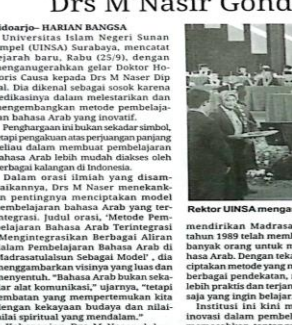 Drs M Nasir Gond
idoarjo– HARIAN BANGSA
Universitas Islam Negeri Sunan
mpel (UINSA) Surabaya, mencatat
ejarah baru, Rabu (25/9), dengan
enganugerahkan gelar Doktor Ho-
oris Causa kepada Drs M Naser Dip
al. Dia dikenal sebagai sosok karena
edikasinya dalam melestarikan dan
engembangkan metode pembelaja-
an bahasa Arab yang inovatif.
Penghargaan ini bukan sekadar simbol,
etapi pengakuan atas perjuangan panjang
eliau dalam membuat pembelajaran
ahasa Arab lebih mudah diakses oleh
erbagai kalangan di Indonesia.
Dalam orasi ilmiah yang disam-
aikannya, Drs M Naser menekank-
n pentingnya menciptakan model
embelajaran bahasa Arab yang ter-
ntegrasi. Judul orasi, 'Metode Pem-
elajaran Bahasa Arab Terintegrasi
Mengintegrasikan Berbagai Aliran
alam Pembelajaran Bahasa Arab di
Madrasatulalsun Sebagai Model' , dia
menggambarkan visinya yang luas dan
menyentuh. "Bahasa Arab bukan seka-
ar alat komunikasi," ujarnya, "tetapi
embatan yang mempertemukan kita
engan kekayaan budaya dan nilai-
ilai spiritual yang mendalam."
Rektor UINSA menga
mendirikan Madrasa
tahun 1989 telah memb
banyak orang untuk m
hasa Arab. Dengan teka
ciptakan metode yang m
berbagai pendekatan,
lebih praktis dan terjan
saja yang ingin belajar
Institusi ini kini m
inovasi dalam pembel